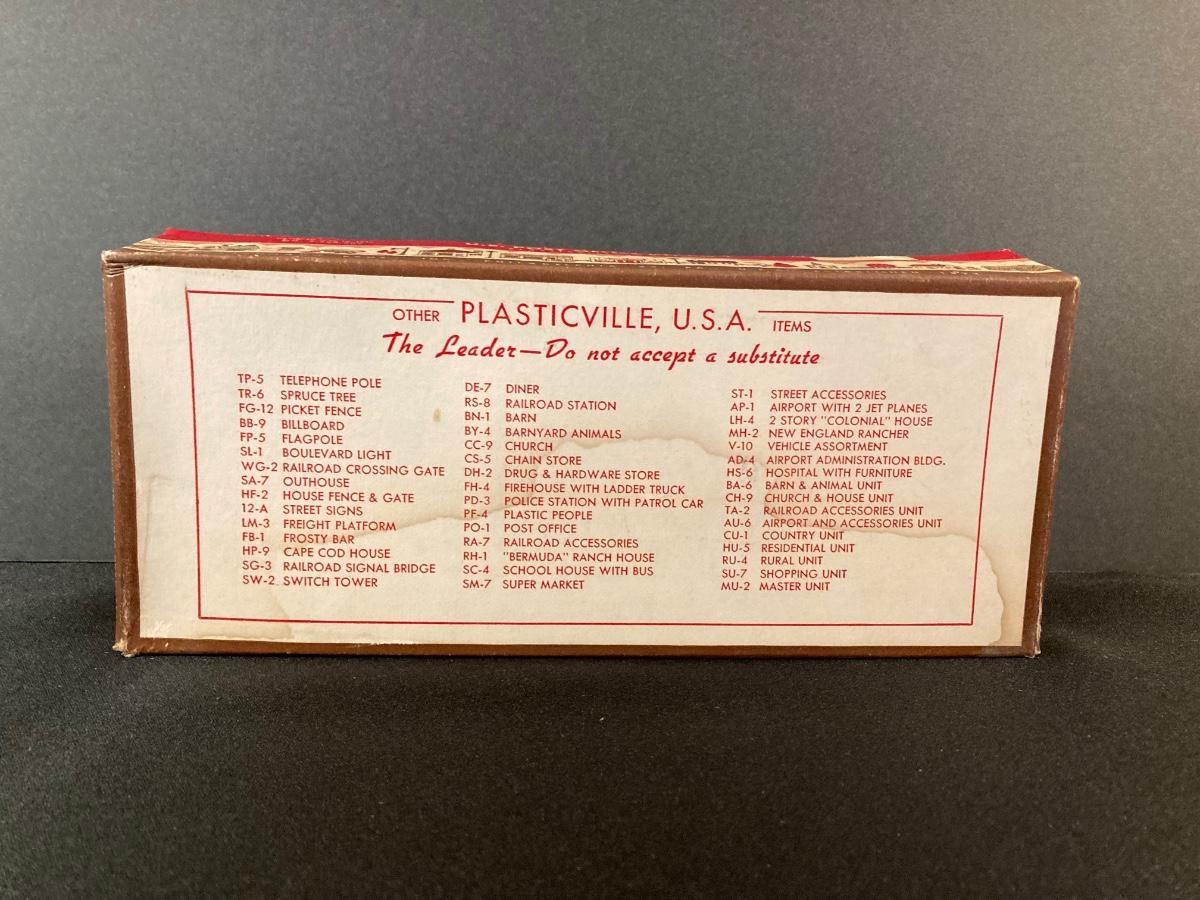 OTHER PLASTICVILLE, U.S.A. ITEMS
The Leader—Do not accept a substitute
TP-5 TELEPHONE POLE
TR-6 SPRUCE TREE
FG-12 PICKET FENCE
BB-9 BILLBOARD
FP-5 FLAGPOLE
SL-1 BOULEVARD LIGHT
WG-2 RAILROAD CROSSING GATE
SA-7 OUTHOUSE
HF-2 HOUSE FENCE & GATE
12-A STREET SIGNS
LM-3 FREIGHT PLATFORM
FB-1 FROSTY BAR
HP-9 CAPE COD HOUSE
SG-3 RAILROAD SIGNAL BRIDGE
SW-2 SWITCH TOWER
DE-7 DINER
RS-8 RAILROAD STATION
BN-1 BARN
BY-4 BARNYARD ANIMALS
CC-9 CHURCH
CS-5 CHAIN STORE
DH-2 DRUG & HARDWARE STORE
FH-4 FIREHOUSE WITH LADDER TRUCK
PD-3 POLICE STATION WITH PATROL CAR
PF-4 PLASTIC PEOPLE
PO-1 POST OFFICE
RA-7 RAILROAD ACCESSORIES
RH-1 "BERMUDA" RANCH HOUSE
SC-4 SCHOOL HOUSE WITH BUS
SM-7 SUPER MARKET
ST-1 STREET ACCESSORIES
AP-1 AIRPORT WITH 2 JET PLANES
LH-4 2 STORY "COLONIAL" HOUSE
MH-2 NEW ENGLAND RANCHER
V-10 VEHICLE ASSORTMENT
AD-4 AIRPORT ADMINISTRATION BLDG.
HS-6 HOSPITAL WITH FURNITURE
BA-6 BARN & ANIMAL UNIT
CH-9 CHURCH & HOUSE UNIT
TA-2 RAILROAD ACCESSORIES UNIT
AU-6 AIRPORT AND ACCESSORIES UNIT
CU-1 COUNTRY UNIT
HU-5 RESIDENTIAL UNIT
RU-4 RURAL UNIT
SU-7 SHOPPING UNIT
MU-2 MASTER UNIT